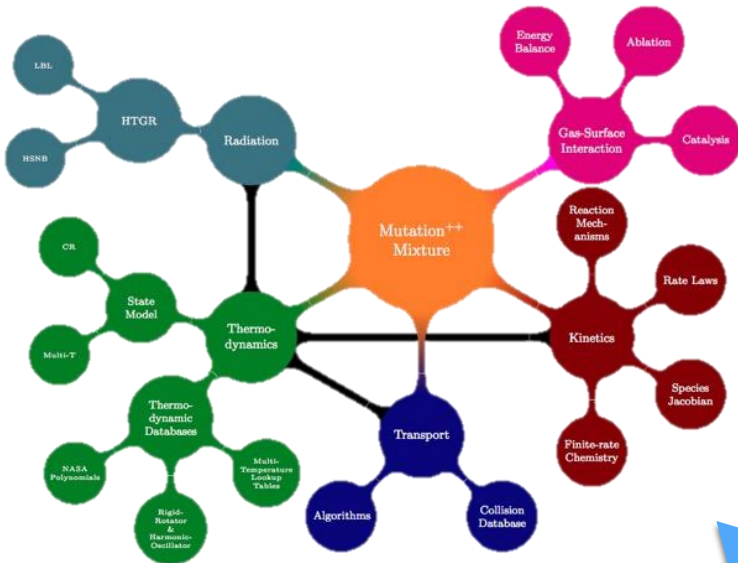 Energy
Balance
Ablation
LBL
HTGR
Radiation
Gas-Surface
Interaction
Catalysis
HSNB
Mutation++
Mixture
Reaction
Mech-
anisms
CR
State
Model
Rate Laws
Thermo-
dynamics
Kinetics
Multi-T
Species
Jacobian
Thermo-
dynamic
Databases
Transport
Finite-rate
Chemistry
NASA
Polynomials
Multi-
Temperature
Lookup
Tables
Rigid-
Rotator
&
Harmonic-
Oscillator
Algorithms
Collision
Database